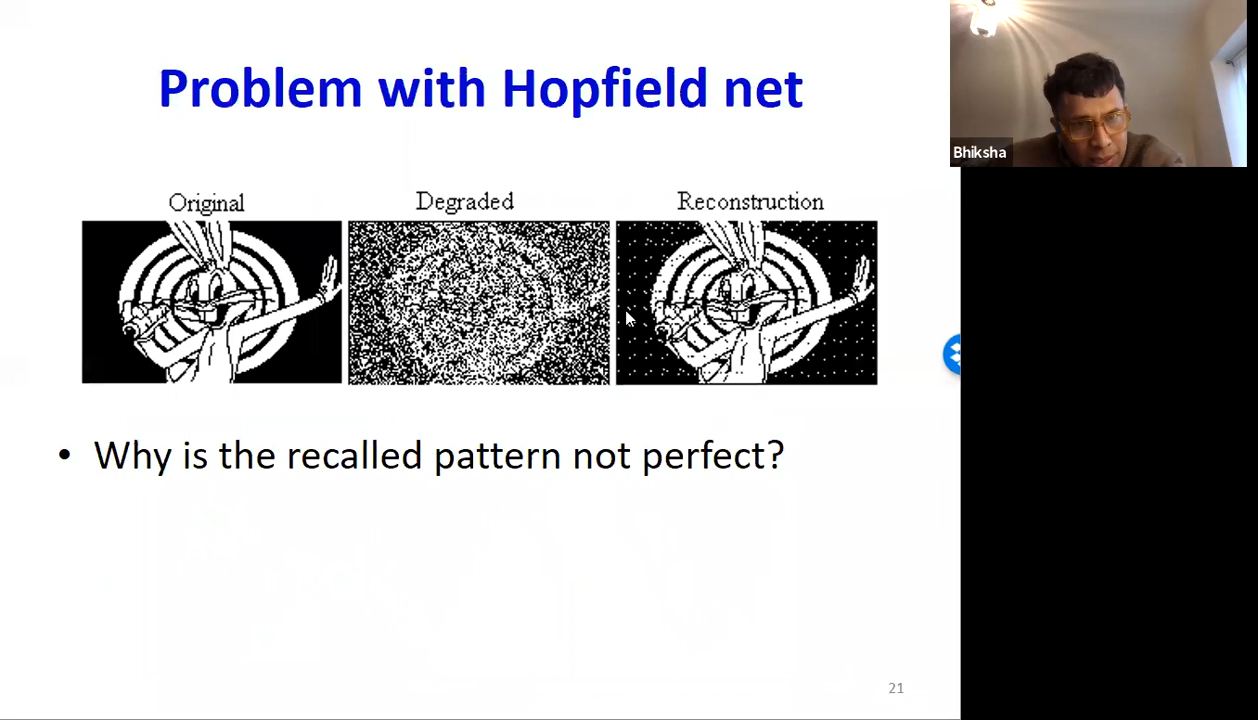 Problem with Hopfield net
Bhiksha
Original Degraded Reconstruction
• Why is the recalled pattern not perfect?
21